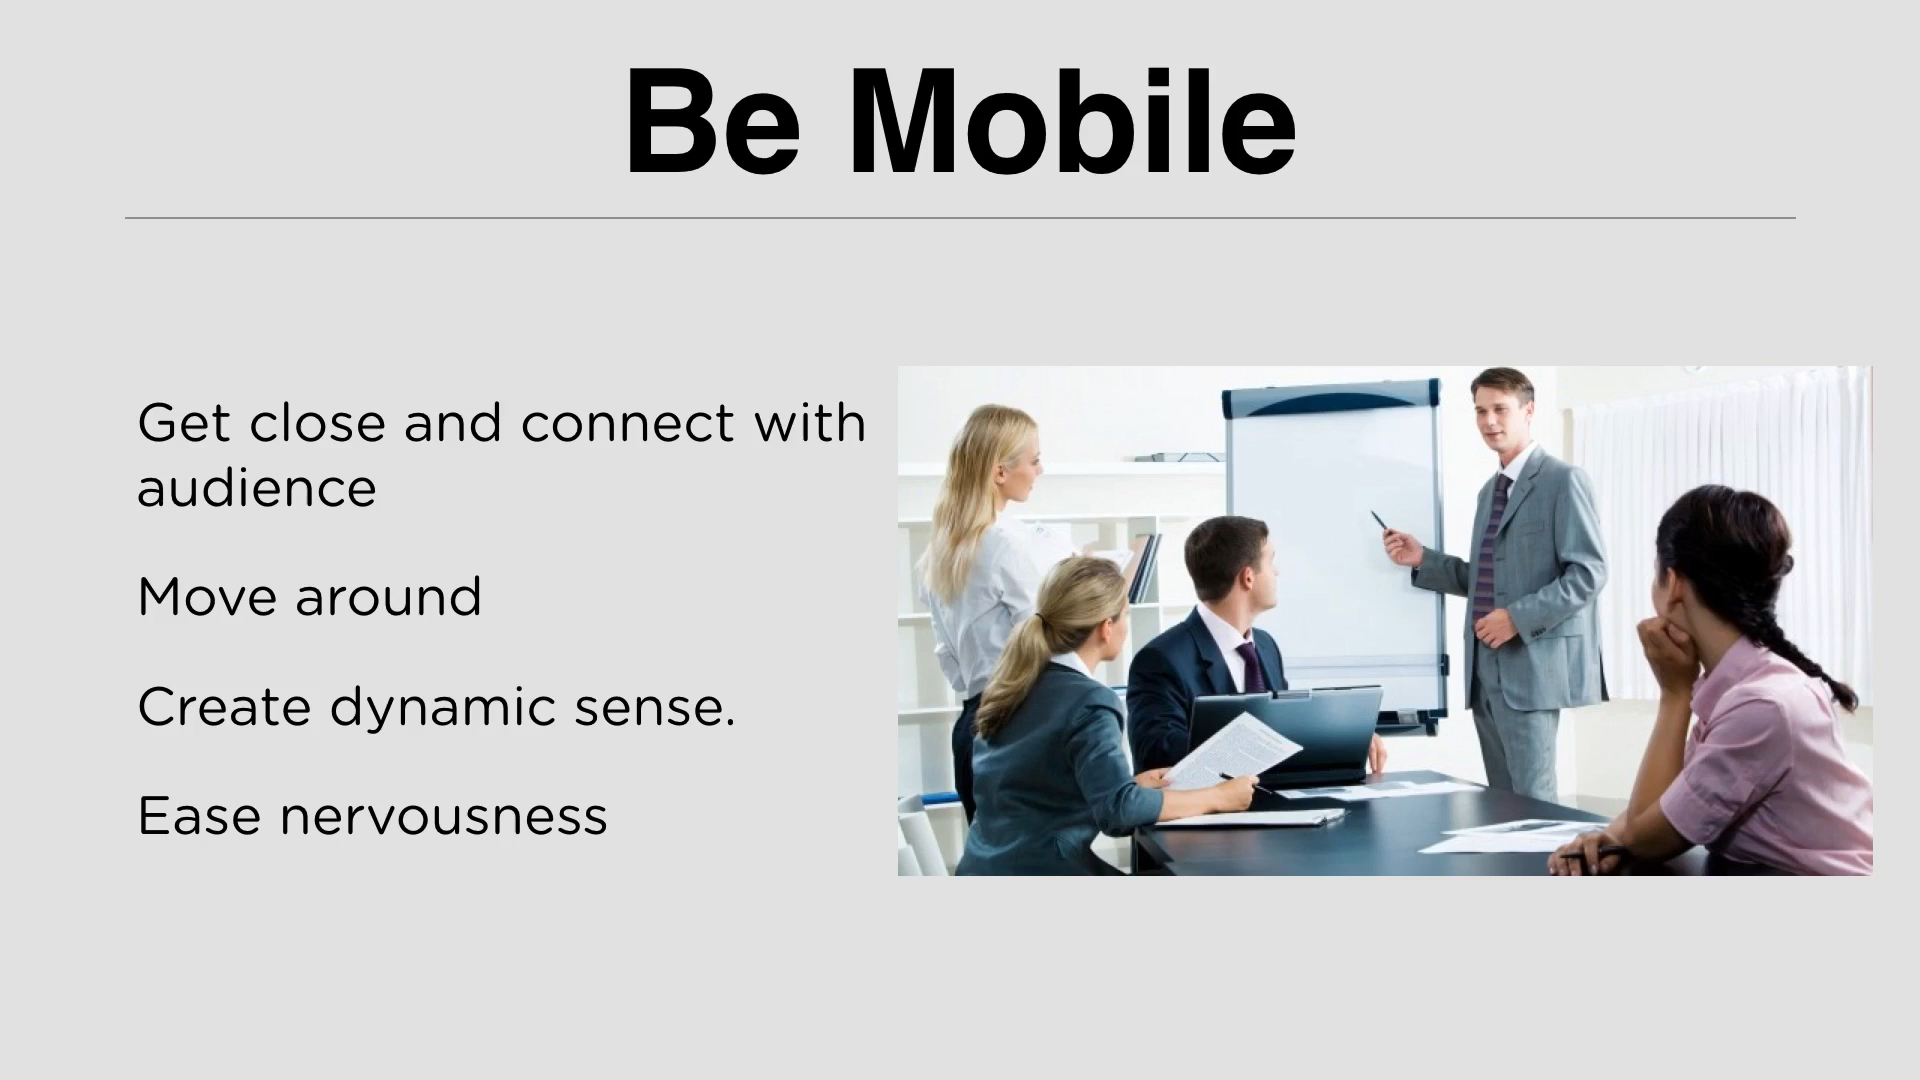 Be Mobile
Get close and connect with
audience
Move around
Create dynamic sense.
Ease nervousness